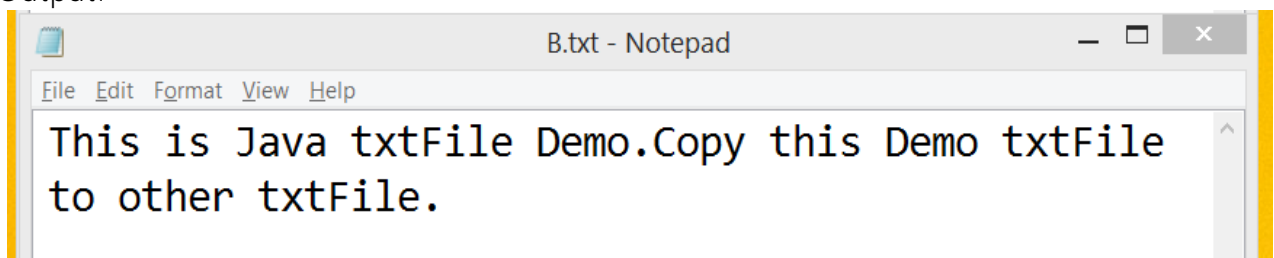 Output:
B.txt - Notepad
File Edit Format View Help
This is Java txtFile Demo.Copy this Demo txtFile
to other txtFile.